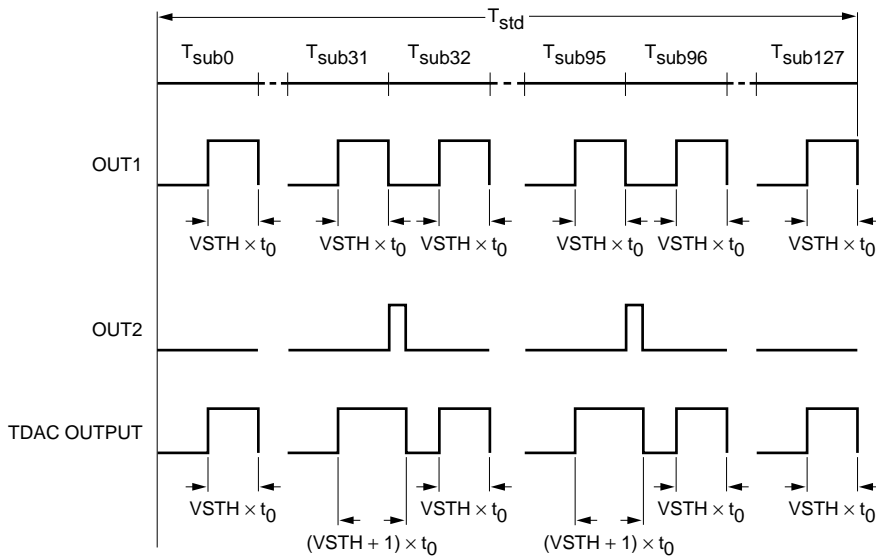 Tstd
Tsub0 Tsub31 Tsub32 Tsub95 Tsub96 Tsub127
OUT1
VSTH × t0 VSTH × t0 VSTH × t0 VSTH × t0 VSTH × t0 VSTH × t0
OUT2
TDAC OUTPUT
VSTH × t0 VSTH × t0 VSTH × t0 VSTH × t0
(VSTH + 1) × t0 (VSTH + 1) × t0